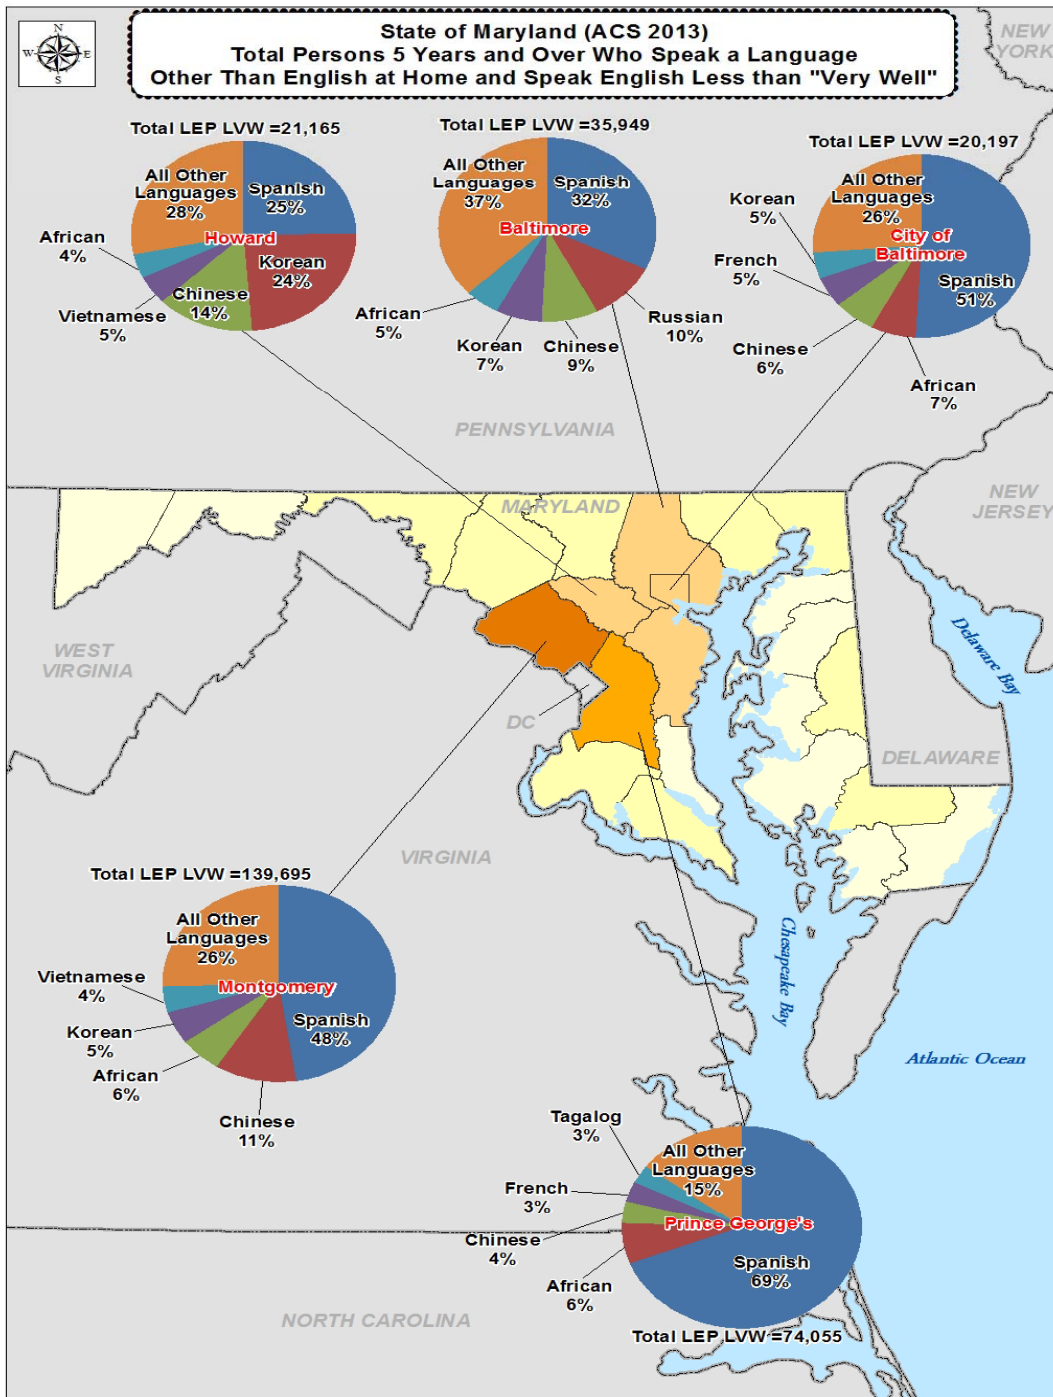 State of Maryland (ACS 2013)
Total Persons 5 Years and Over Who Speak a Language
Other Than English at Home and Speak English Less than "Very Well"
N
W
E
S
NEW
YORK
Total LEP LVW =21,165
All Other
Languages
28%
Spanish
25%
African
4%
Howard
Korean
24%
Chinese
14%
Vietnamese
5%
Total LEP LVW =35,949
All Other
Languages
37%
Spanish
32%
Baltimore
African
5%
Korean
7%
Chinese
9%
Russian
10%
Total LEP LVW =20,197
All Other
Languages
26%
Korean
5%
City of
Baltimore
French
5%
Spanish
51%
Chinese
6%
African
7%
PENNSYLVANIA
MARYLAND
NEW
JERSEY
WEST
VIRGINIA
Delaware Bay
DC
DELAWARE
VIRGINIA
Total LEP LVW =139,695
All Other
Languages
26%
Vietnamese
4%
Montgomery
Spanish
48%
Korean
5%
African
6%
Chinese
11%
Chesapeake Bay
Atlantic Ocean
Tagalog
3%
All Other
Languages
15%
French
3%
Prince George's
Chinese
4%
Spanish
69%
African
6%
Total LEP LVW =74,055
NORTH CAROLINA